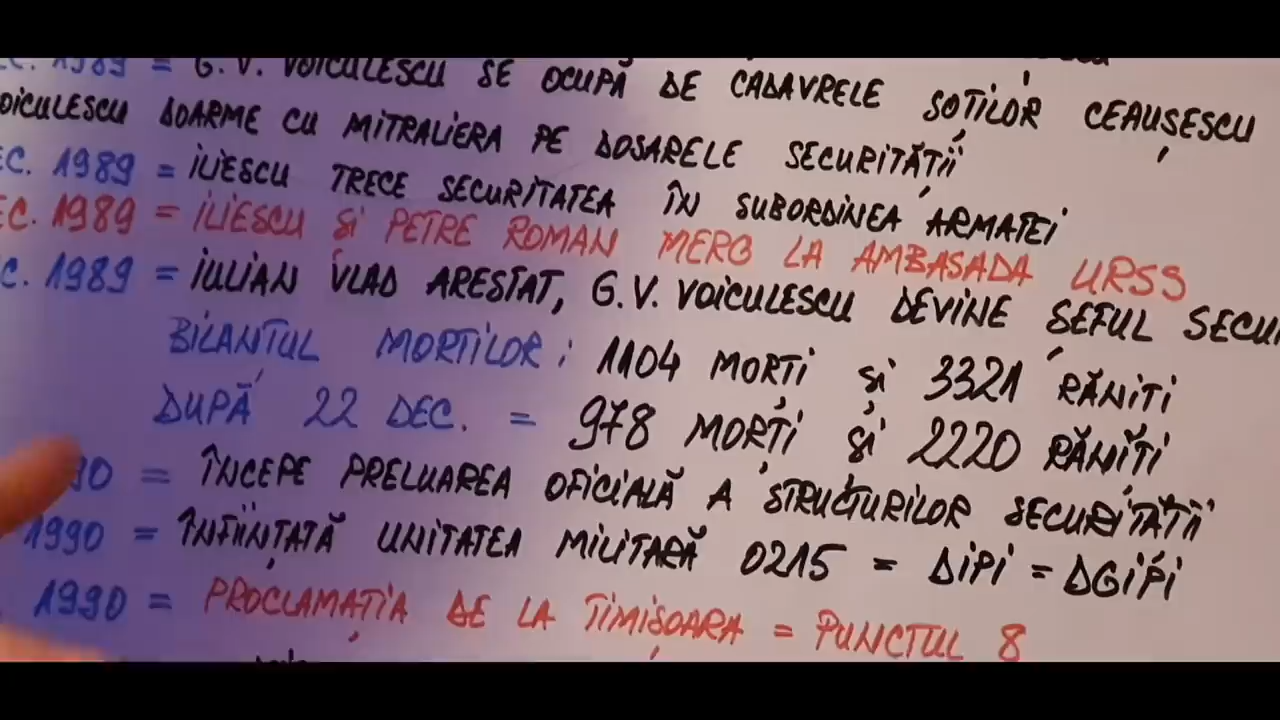 C. 1989 = G.V. VOICULESCU SE OCUPĂ DE CADAVRELE SOȚILOR CEAUȘESCU
OICULESCU DOARME CU MITRALIERA PE DOSARELE SECURITĂȚII
EC. 1989 = ILIESCU TRECE SECURITATEA ÎN SUBORDINEA ARMATEI
EC. 1989 = ILIESCU ȘI PETRE ROMAN MERG LA AMBASADA URSS
C. 1989 = IULIAN VLAD ARESTAT, G.V. VOICULESCU DEVINE ȘEFUL SECU
BILANȚUL MORTILOR: 1104 MORȚI ȘI 3321 RĂNITI
DUPĂ 22 DEC. = 978 MORȚI ȘI 2220 RĂNIȚI
90 = ÎNCEPE PRELUAREA OFICIALĂ A STRUCTURILOR SECURITĂȚII
1990 = ÎNFIINȚATĂ UNITATEA MILITARĂ 0215 = DIPI = DGIPI
1990 = PROCLAMAȚIA DE LA TIMIȘOARA = PUNCTUL 8